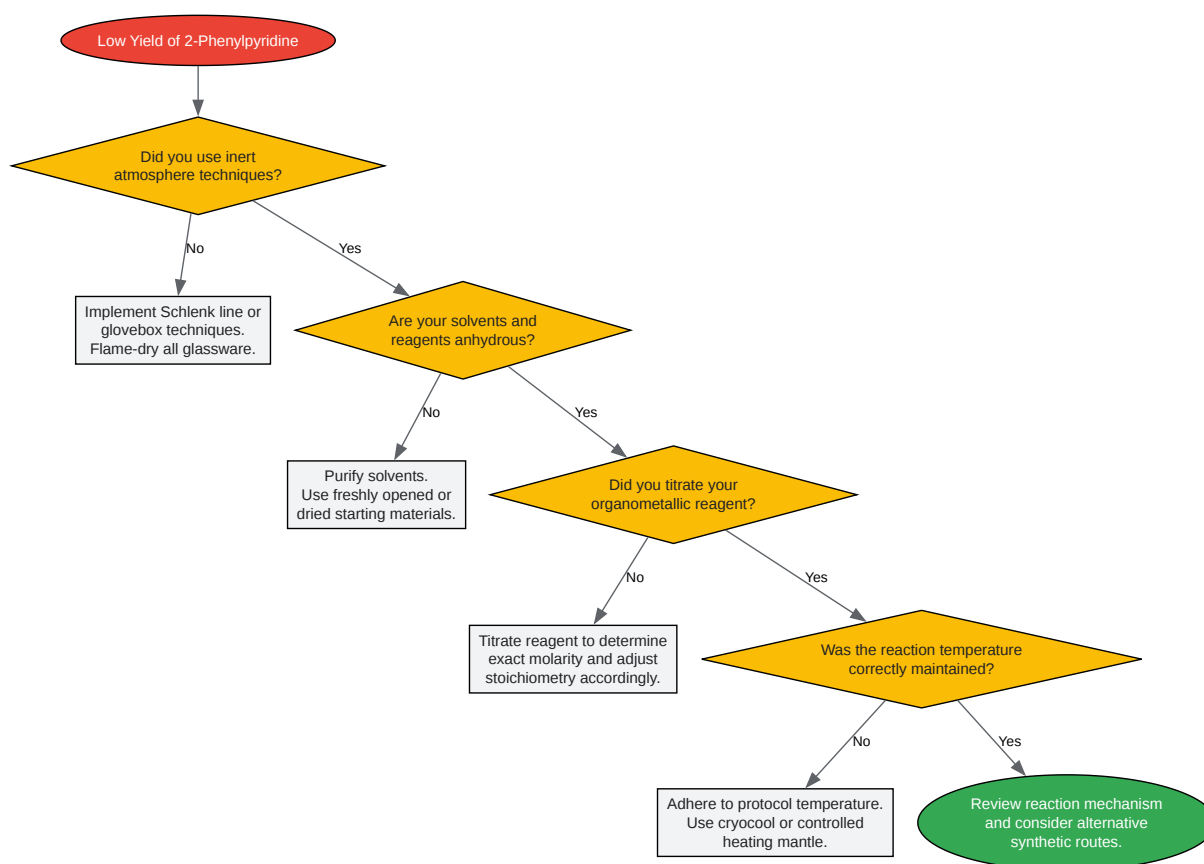 Low Yield of 2-Phenylpyridine
Did you use inert
atmosphere techniques?
No
Yes
Implement Schlenk line or
glovebox techniques.
Flame-dry all glassware.
Are your solvents and
reagents anhydrous?
No
Yes
Purify solvents.
Use freshly opened or
dried starting materials.
Did you titrate your
organometallic reagent?
No
Yes
Titrate reagent to determine
exact molarity and adjust
stoichiometry accordingly.
Was the reaction temperature
correctly maintained?
No
Yes
Adhere to protocol temperature.
Use cryocool or controlled
heating mantle.
Review reaction mechanism
and consider alternative
synthetic routes.